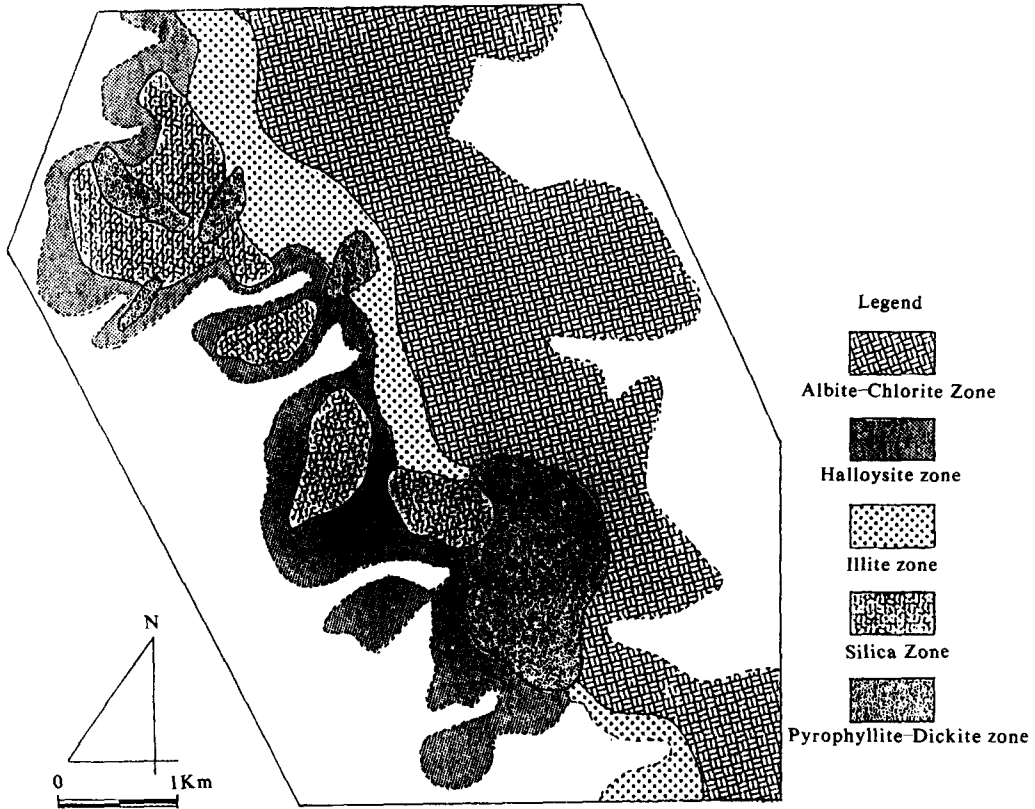 Legend
Albite-Chlorite Zone
Halloysite zone
Illite zone
Silica Zone
Pyrophyllite-Dickite zone
N
0 1Km